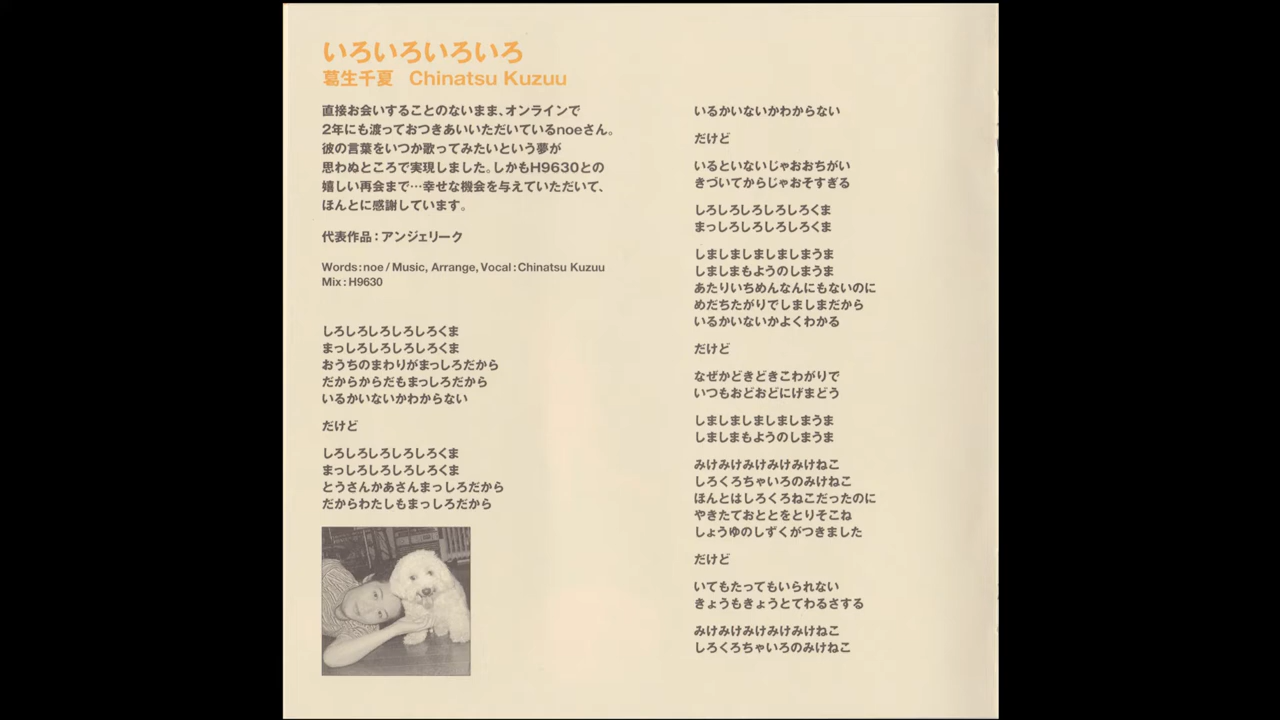 いろいろいろいろ
葛生千夏 Chinatsu Kuzuu
直接お会いすることのないまま、オンラインで
2年にも渡っておつきあいいただいているnoeさん。
彼の言葉をいつか歌ってみたいという夢が
思わぬところで実現しました。しかもH9630との
嬉しい再会まで…幸せな機会を与えていただいて、
ほんとに感謝しています。
代表作品：アンジェリーク
Words：noe / Music, Arrange, Vocal：Chinatsu Kuzuu
Mix：H9630
しろしろしろしろしろくま
まっしろしろしろしろくま
おうちのまわりがまっしろだから
だからからだもまっしろだから
いるかいないかわからない
だけど
しろしろしろしろしろくま
まっしろしろしろしろくま
とうさんかあさんまっしろだから
だからわたしもまっしろだから
いるかいないかわからない
だけど
いるといないじゃおおちがい
きづいてからじゃおそすぎる
しろしろしろしろしろくま
まっしろしろしろしろくま
しましましましましまうま
しましまもようのしまうま
あたりいちめんなんにもないのに
めだちたがりでしましまだから
いるかいないかよくわかる
だけど
なぜかどきどきこわがりで
いつもおどおどにげまどう
しましましましましまうま
しましまもようのしまうま
みけみけみけみけみけねこ
しろくろちゃいろのみけねこ
ほんとはしろくろねこだったのに
やきたておととをとりそこね
しょうゆのしずくがつきました
だけど
いてもたってもいられない
きょうもきょうとてわるさする
みけみけみけみけみけねこ
しろくろちゃいろのみけねこ